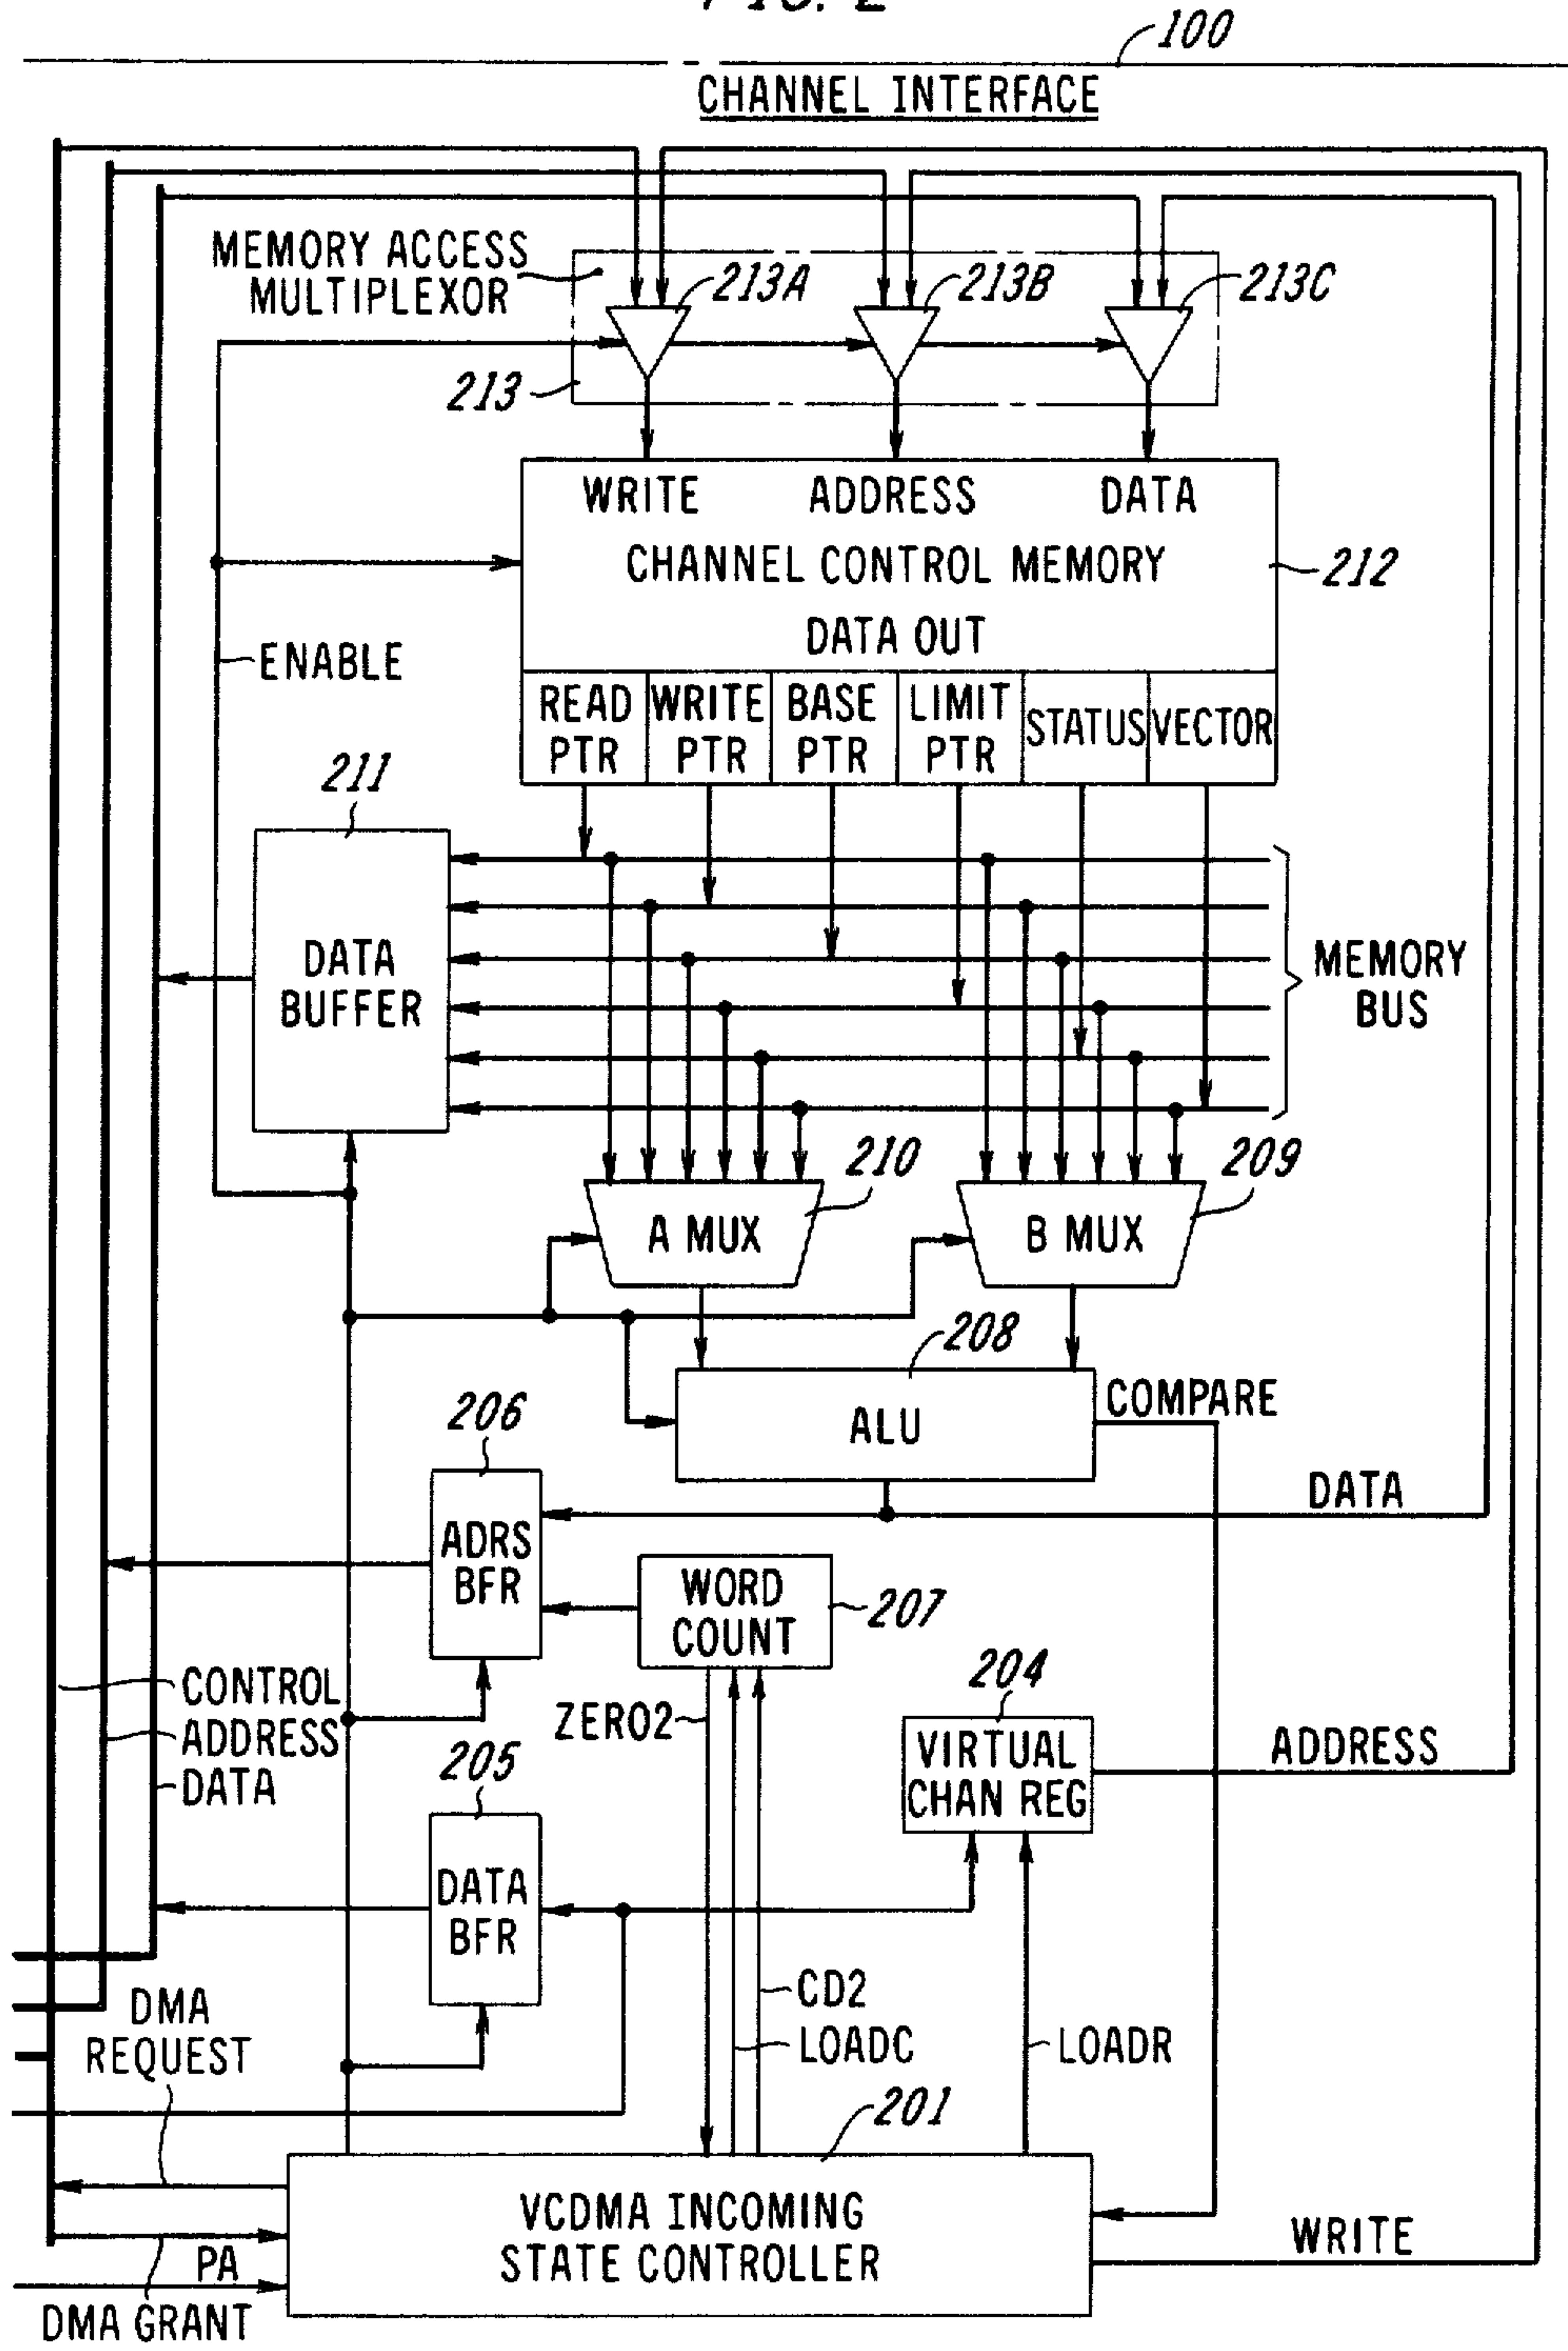 FIG. 2
100
CHANNEL INTERFACE
MEMORY ACCESS
MULTIPLEXOR
213A
213B
213C
213
WRITE
ADDRESS
DATA
CHANNEL CONTROL MEMORY
212
DATA OUT
ENABLE
READ
PTR
WRITE
PTR
BASE
PTR
LIMIT
PTR
STATUS
VECTOR
211
DATA
BUFFER
MEMORY
BUS
210
209
A MUX
B MUX
208
206
COMPARE
ALU
DATA
ADRS
BFR
WORD
COUNT
207
204
CONTROL
ADDRESS
DATA
ZERO2
205
VIRTUAL
CHAN REG
ADDRESS
DATA
BFR
DMA
REQUEST
CD2
LOADC
LOADR
201
VCDMA INCOMING
STATE CONTROLLER
WRITE
PA
DMA GRANT